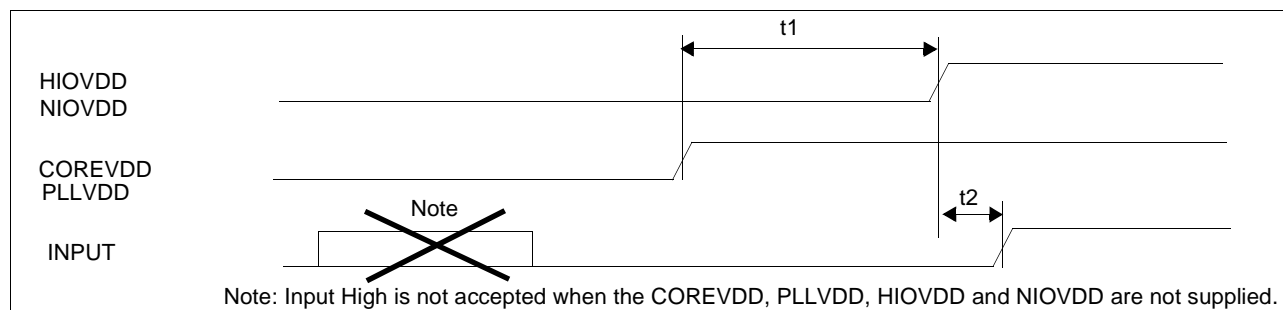 t1
HIOVDD
NIOVDD
COREVDD
PLLVDD
t2
Note
INPUT
Note: Input High is not accepted when the COREVDD, PLLVDD, HIOVDD and NIOVDD are not supplied.